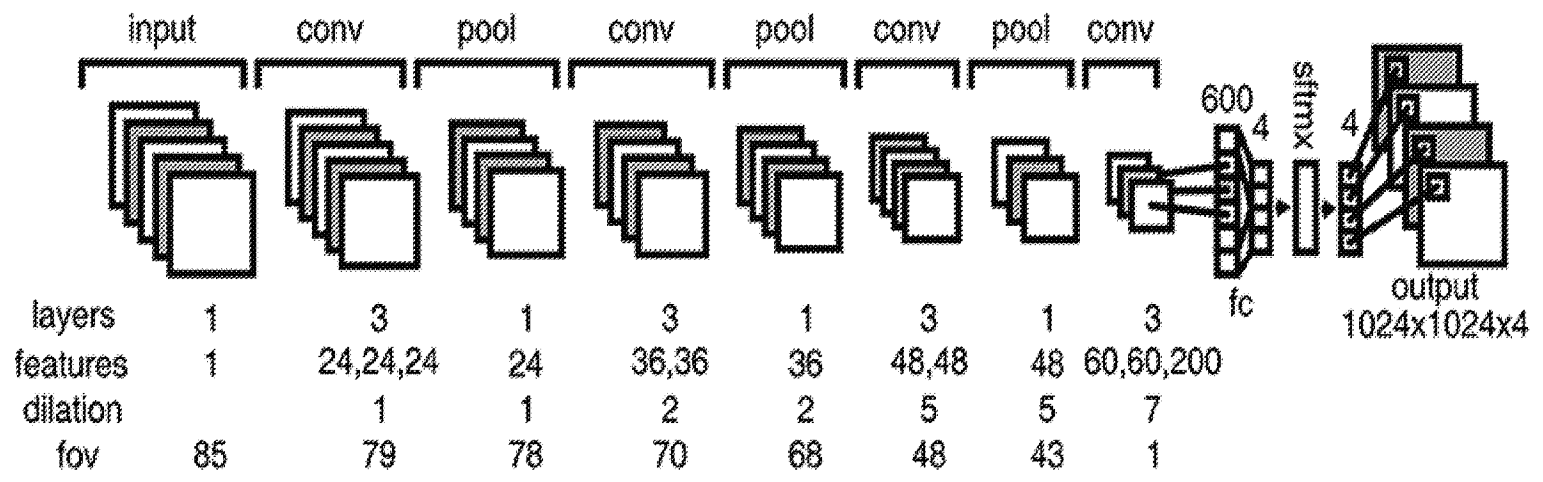 input conv pool conv pool conv pool conv
600
4
sftmx
4
fc
output
1024x1024x4
layers 1 3 1 3 1 3 1 3
features 1 24,24,24 24 36,36 36 48,48 48 60,60,200
dilation 1 1 2 2 5 5 7
fov 85 79 78 70 68 48 43 1